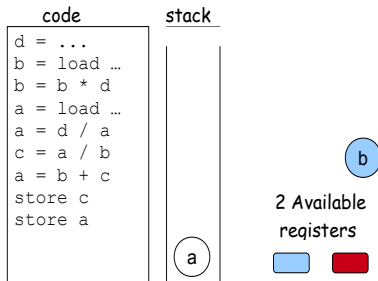 code
stack
d = ...
b = load …
b = b * d
a = load …
a = d / a
c = a / b
a = b + c
store c
store a
a
b
2 Available
registers